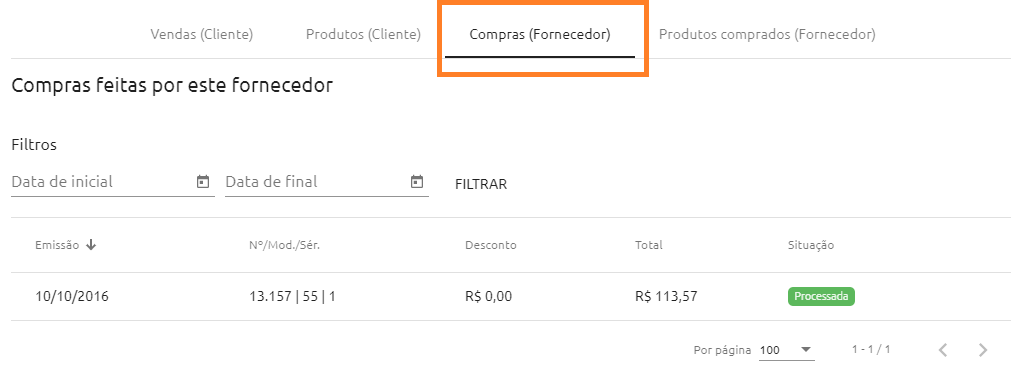 Vendas (Cliente) Produtos (Cliente) Compras (Fornecedor) Produtos comprados (Fornecedor)
Compras feitas por este fornecedor
Filtros
Data de inicial Data de final FILTRAR
Emissão Nº/Mod./Sér. Desconto Total Situação
10/10/2016 13.157 | 55 | 1 R$ 0,00 R$ 113,57 Processada
Por página 100 1 - 1 / 1